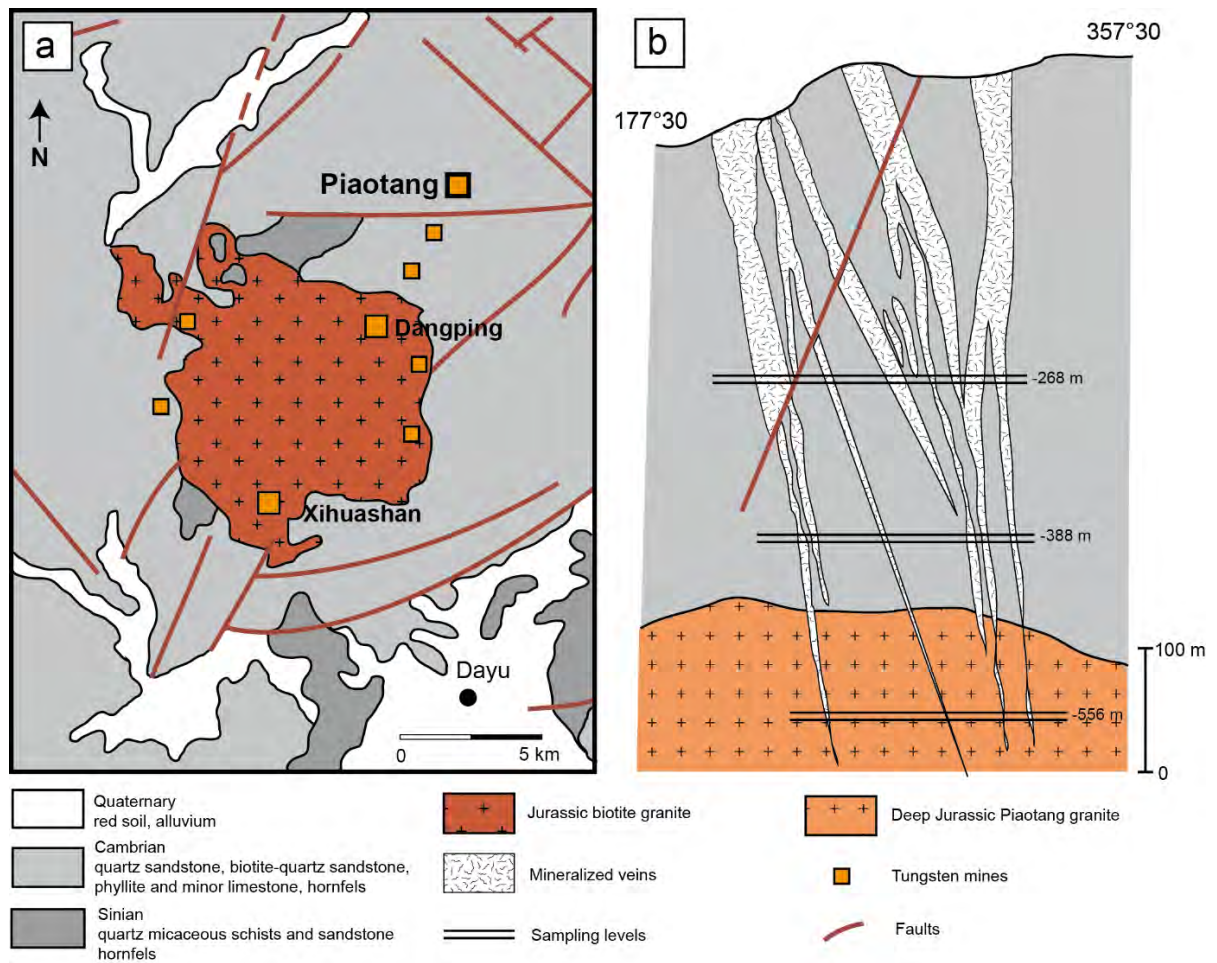 a
N
Piaotang
Dangping
Xihuashan
Dayu
0
5 km
b
357°30
177°30
-268 m
-388 m
-556 m
100 m
0
Quaternary
red soil, alluvium
Cambrian
quartz sandstone, biotite-quartz sandstone,
phyllite and minor limestone, hornfels
Sinian
quartz micaceous schists and sandstone
hornfels
Jurassic biotite granite
Mineralized veins
Sampling levels
Deep Jurassic Piaotang granite
Tungsten mines
Faults